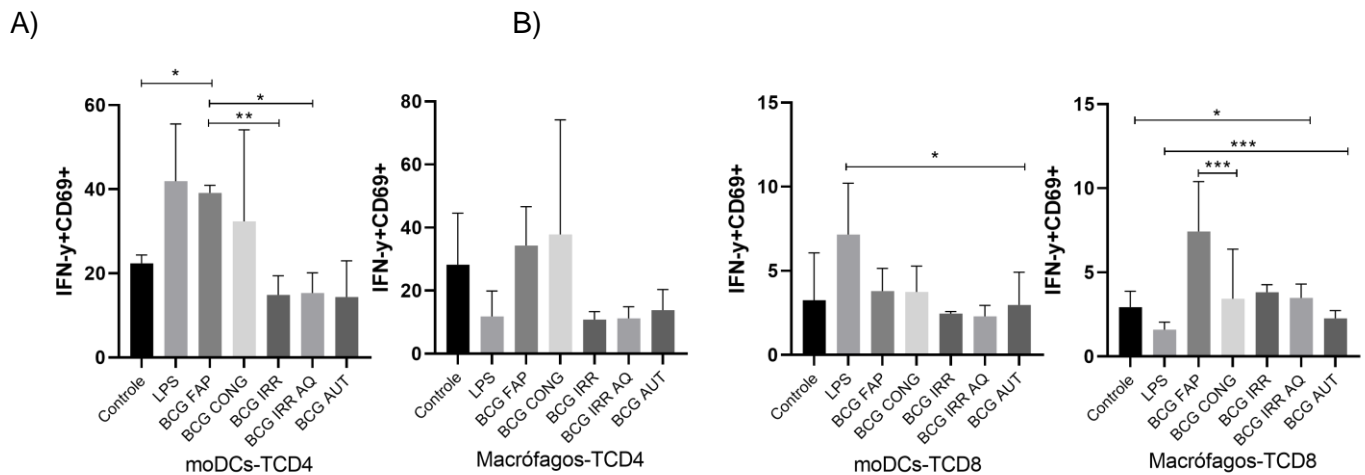 A)
B)
IFN-y+CD69+
60
40
20
0
*
*
**
Controle
LPS
BCG FAP
BCG CONG
BCG IRR
BCG IRR AQ
BCG AUT
moDCs-TCD4
IFN-y+CD69+
80
60
40
20
0
Controle
LPS
BCG FAP
BCG CONG
BCG IRR
BCG IRR AQ
BCG AUT
Macrófagos-TCD4
IFN-y+CD69+
15
10
5
0
*
Controle
LPS
BCG FAP
BCG CONG
BCG IRR
BCG IRR AQ
BCG AUT
moDCs-TCD8
IFN-y+CD69+
15
10
5
0
*
***
***
Controle
LPS
BCG FAP
BCG CONG
BCG IRR
BCG IRR AQ
BCG AUT
Macrófagos-TCD8